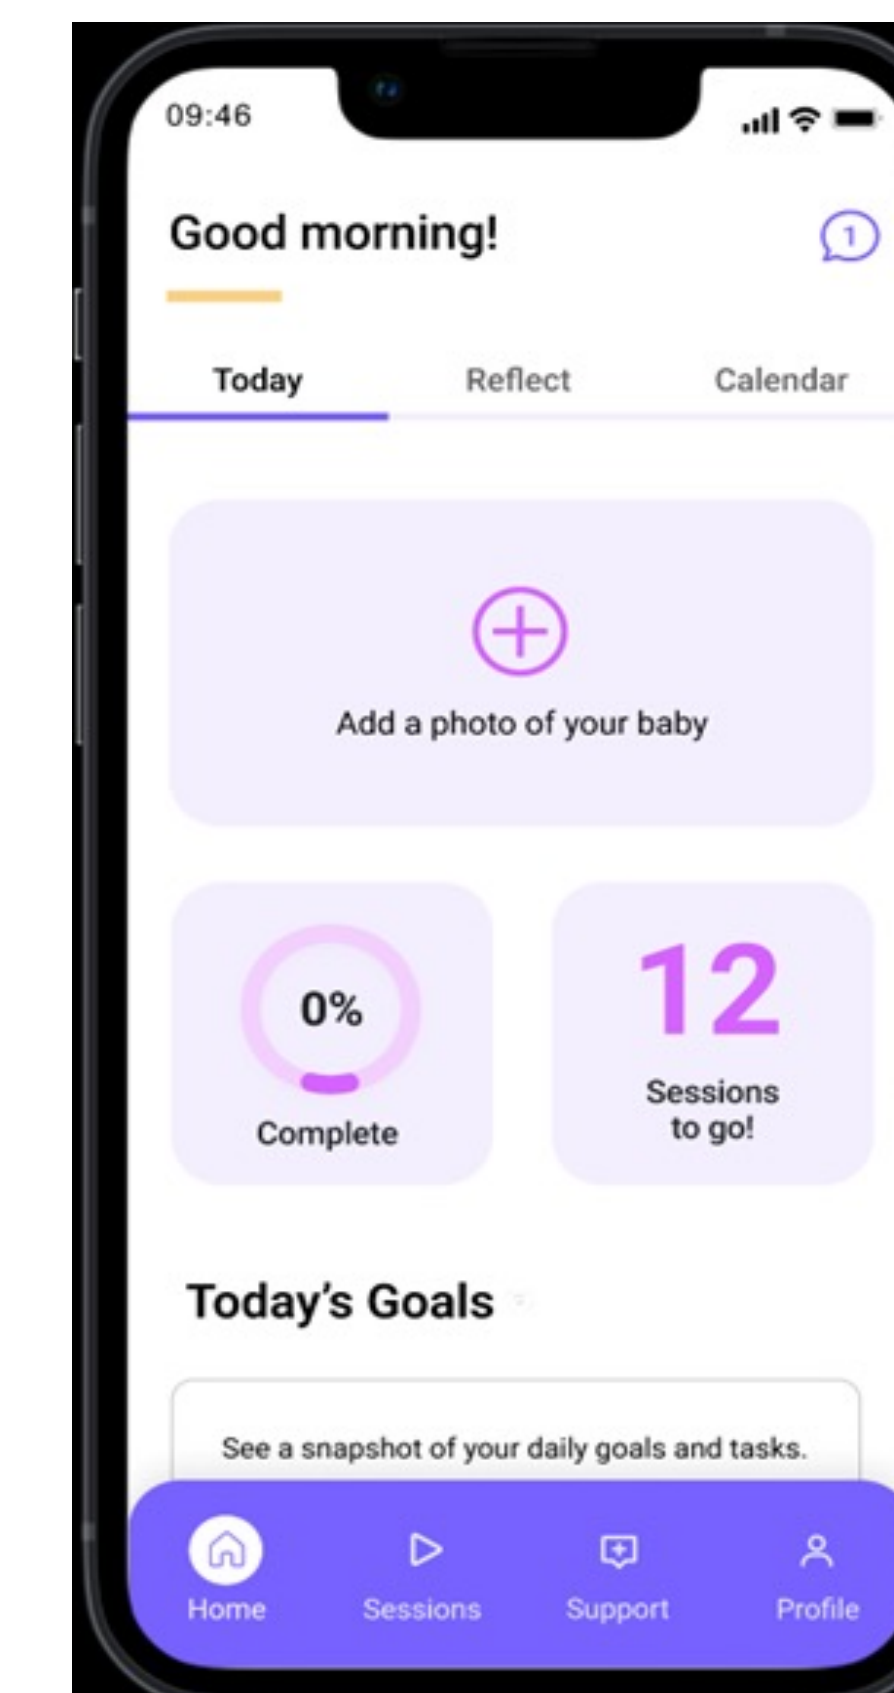 09:46
Good morning!
1
Today Reflect Calendar
Add a photo of your baby
0%
Complete
12
Sessions
to go!
Today's Goals
See a snapshot of your daily goals and tasks.
Home Sessions Support Profile